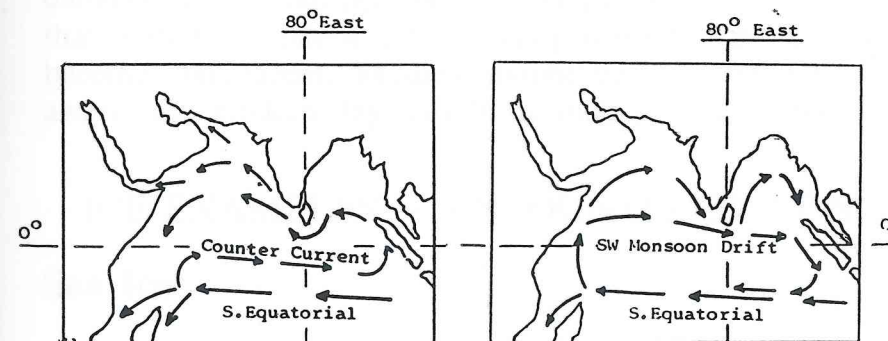 80°East
80° East
0°
Counter Current
S.Equatorial
SW Monsoon Drift
S.Equatorial